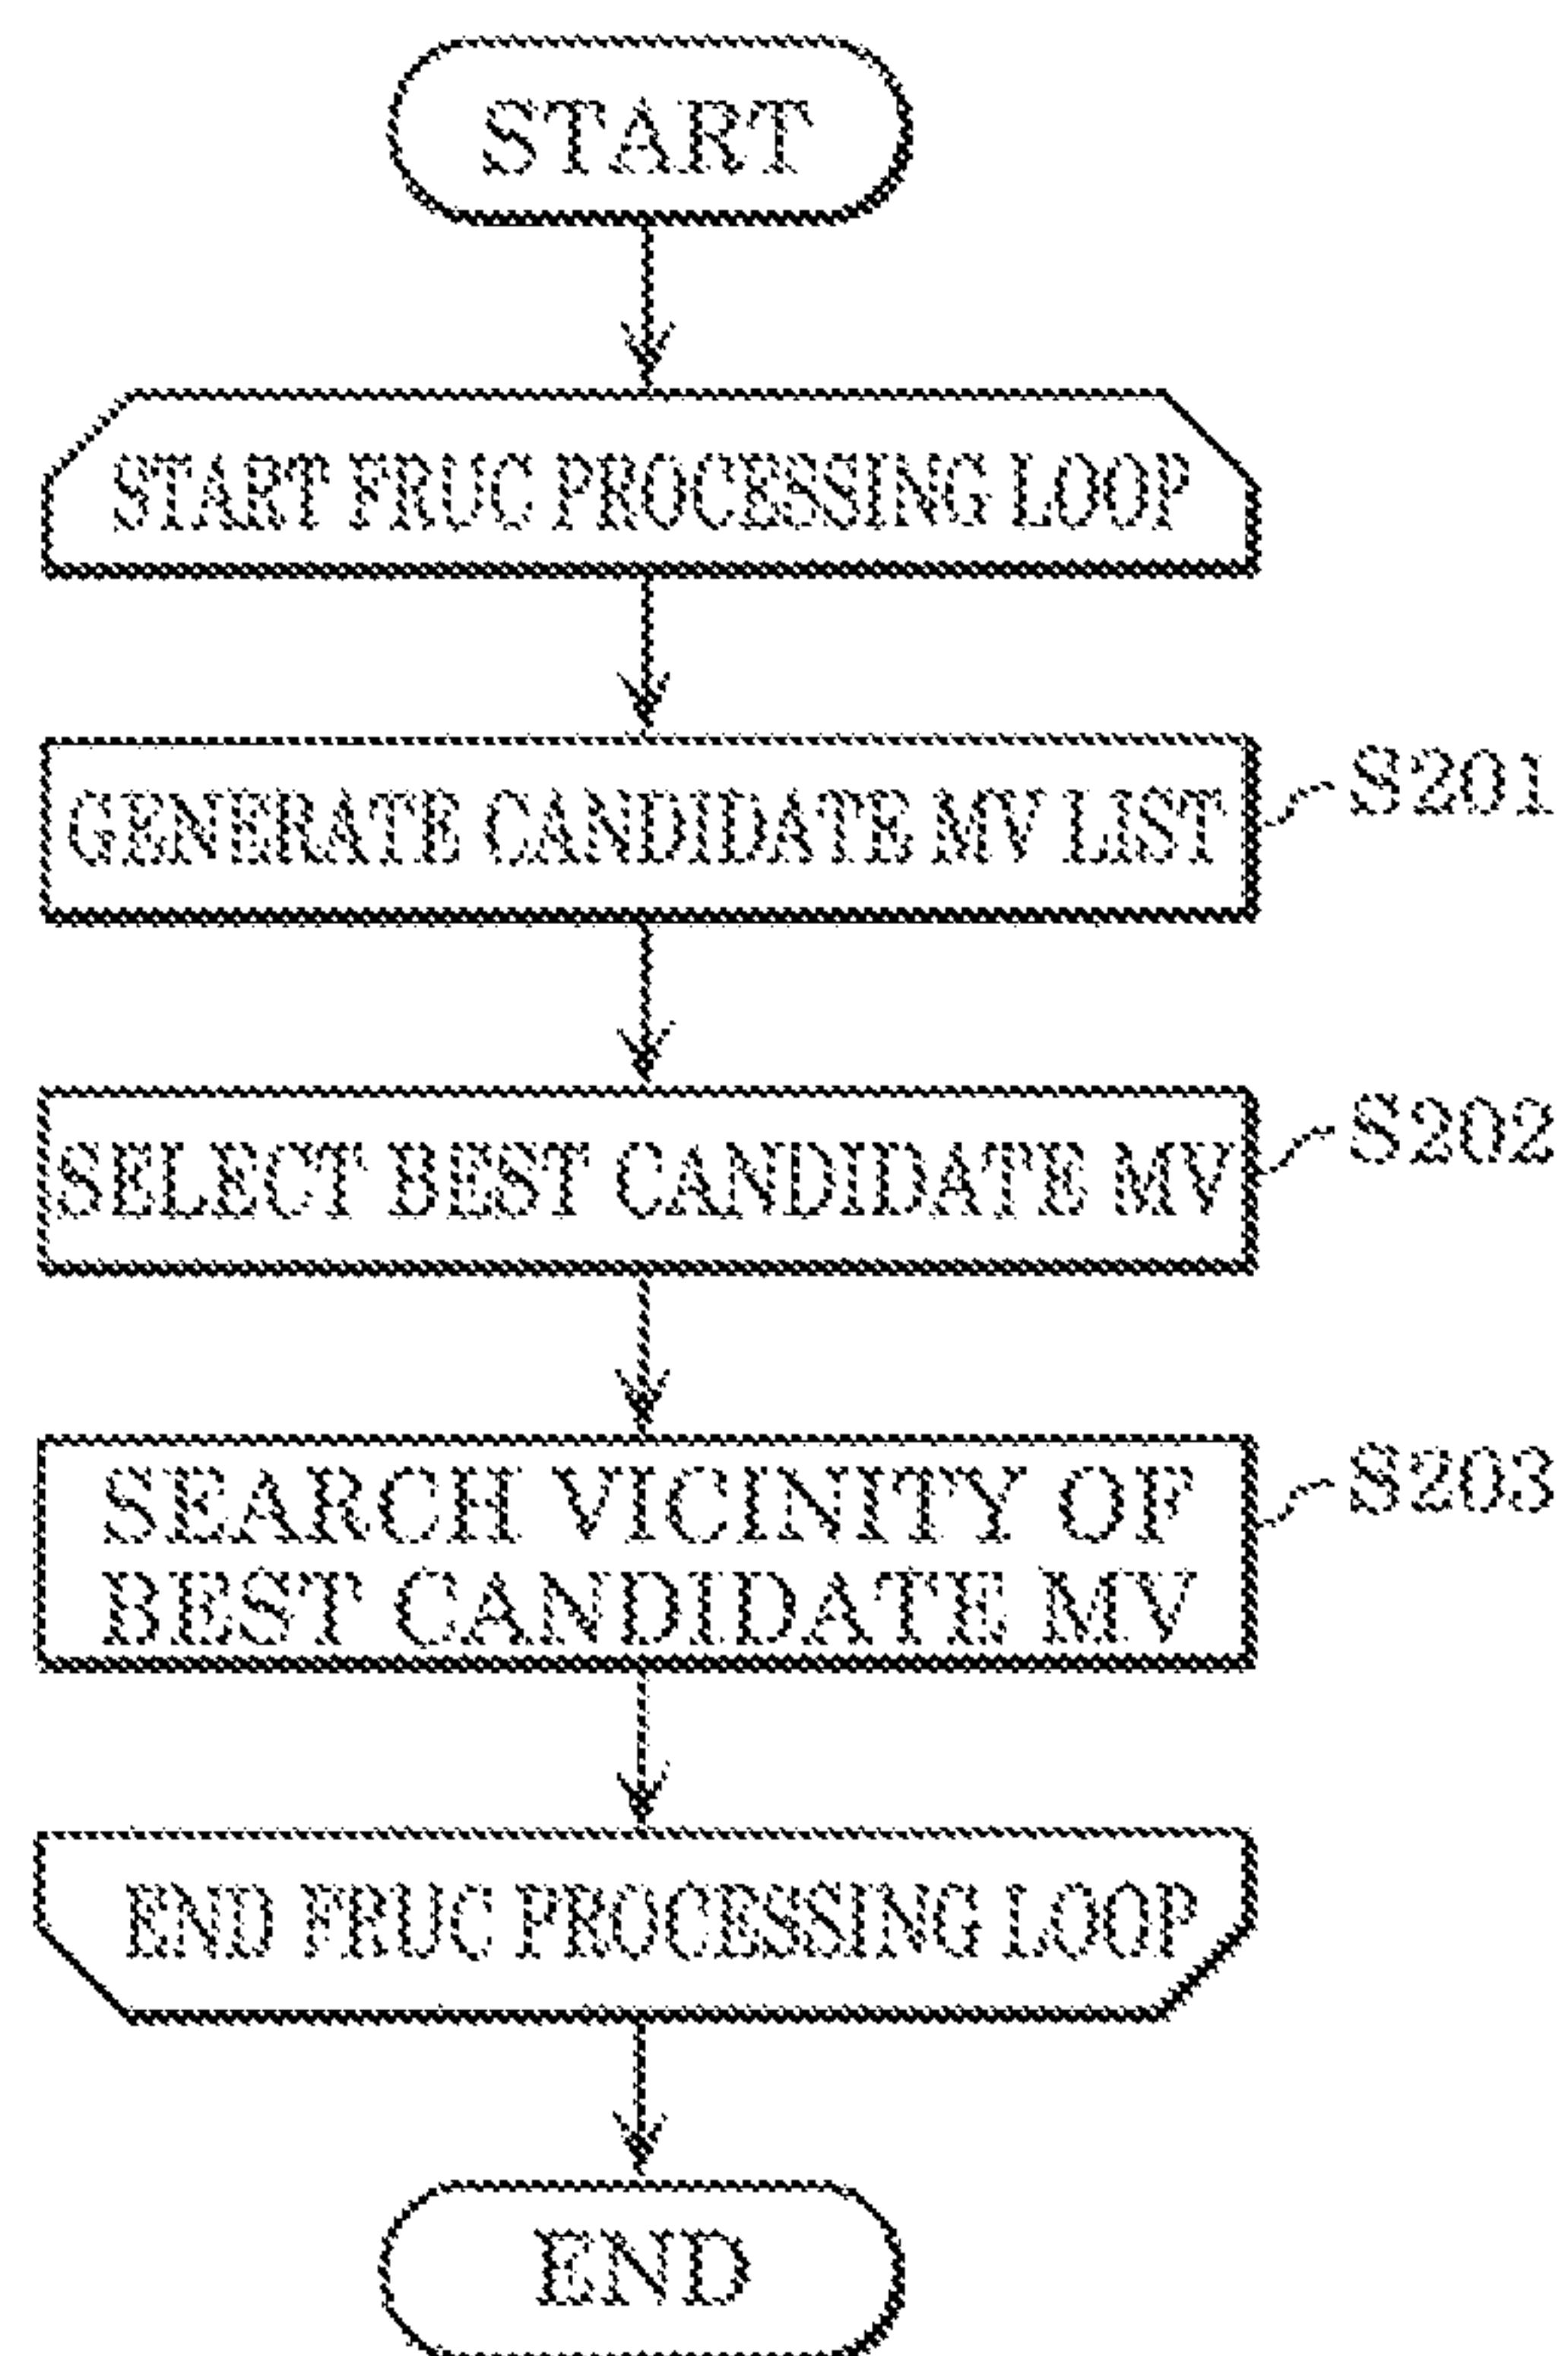 START
START FRUC PROCESSING LOOP
GENERATE CANDIDATE MV LIST
S201
SELECT BEST CANDIDATE MV
S202
SEARCH VICINITY OF
BEST CANDIDATE MV
S203
END FRUC PROCESSING LOOP
END